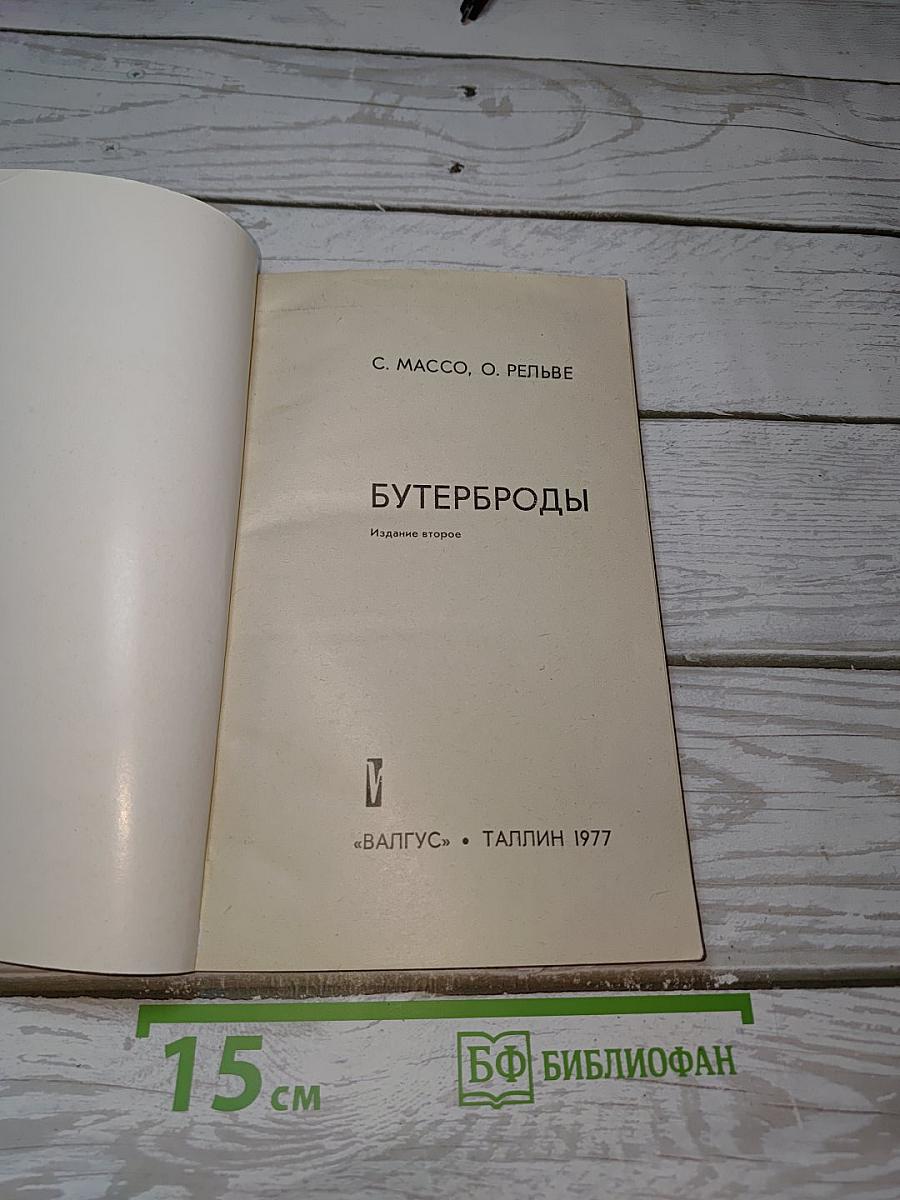 С. МАССО, О. РЕЛЬВЕ
БУТЕРБРОДЫ
Издание второе
V
«ВАЛГУС» • ТАЛЛИН 1977
15 см
БФ БИБЛИОФАН